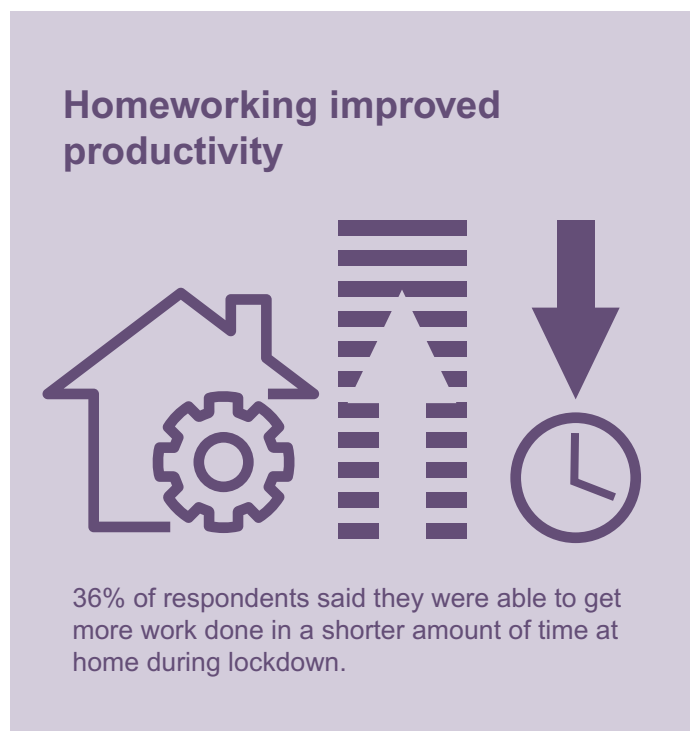 Homeworking improved
productivity
36% of respondents said they were able to get
more work done in a shorter amount of time at
home during lockdown.